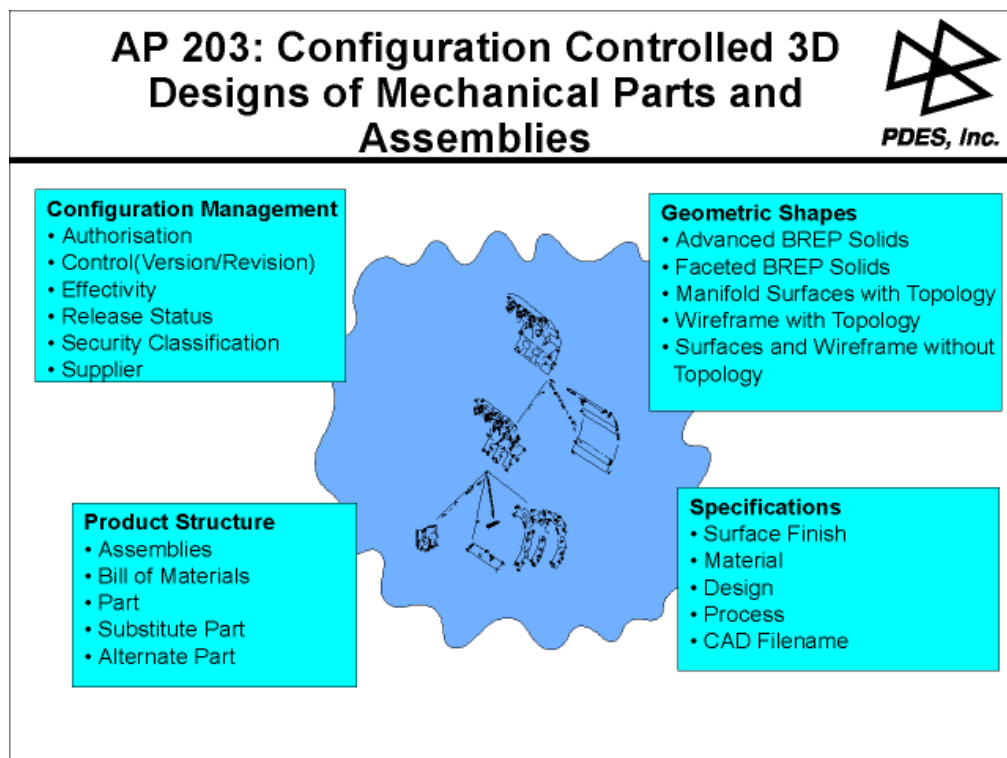 AP 203: Configuration Controlled 3D
Designs of Mechanical Parts and
Assemblies
PDES, Inc.
Configuration Management
• Authorisation
• Control(Version/Revision)
• Effectivity
• Release Status
• Security Classification
• Supplier
Geometric Shapes
• Advanced BREP Solids
• Faceted BREP Solids
• Manifold Surfaces with Topology
• Wireframe with Topology
• Surfaces and Wireframe without
Topology
Product Structure
• Assemblies
• Bill of Materials
• Part
• Substitute Part
• Alternate Part
Specifications
• Surface Finish
• Material
• Design
• Process
• CAD Filename